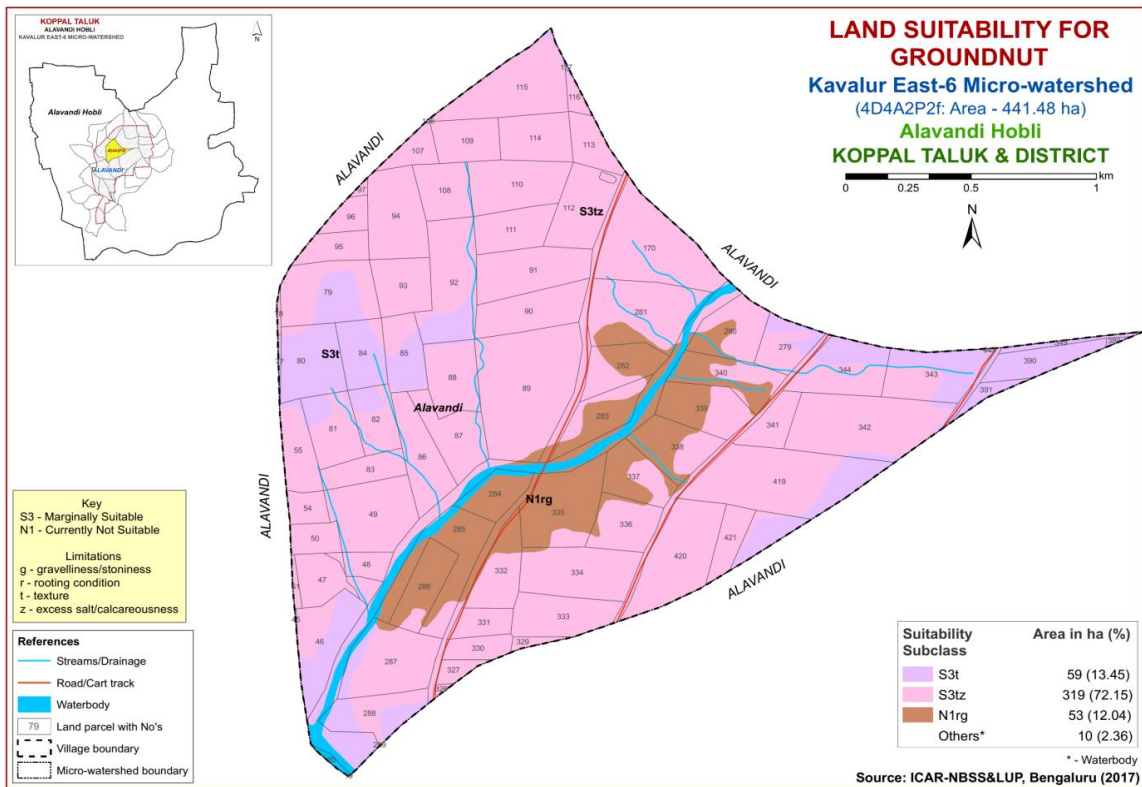 KOPPAL TALUK
ALAVANDI HOBLI
KAVALUR EAST-6 MICRO-WATERSHED
N
Alavandi Hobli
ALAVANDI
LAND SUITABILITY FOR
GROUNDNUT
Kavalur East-6 Micro-watershed
(4D4A2P2f: Area - 441.48 ha)
Alavandi Hobli
KOPPAL TALUK & DISTRICT
0 0.25 0.5 1
km
N
115
116
109
114
107
113
108
110
ALAVANDI
97
96
94
112
S3tz
111
95
170
ALAVANDI
91
92
93
79
90
281
280
80
S3t
84
85
279
282
340
344
343
390
391
88
89
Alavandi
283
339
81
82
341
342
87
55
86
338
83
337
419
284
N1rg
54
49
285
335
336
50
421
420
ALAVANDI
48
332
334
47
286
ALAVANDI
331
333
46
330
329
287
327
288
Key
S3 - Marginally Suitable
N1 - Currently Not Suitable
Limitations
g - gravelliness/stoniness
r - rooting condition
t - texture
z - excess salt/calcareousness
References
Streams/Drainage
Road/Cart track
Waterbody
79 Land parcel with No's
Village boundary
Micro-watershed boundary
Suitability Subclass Area in ha (%)
S3t 59 (13.45)
S3tz 319 (72.15)
N1rg 53 (12.04)
Others* 10 (2.36)
* - Waterbody
Source: ICAR-NBSS&LUP, Bengaluru (2017)